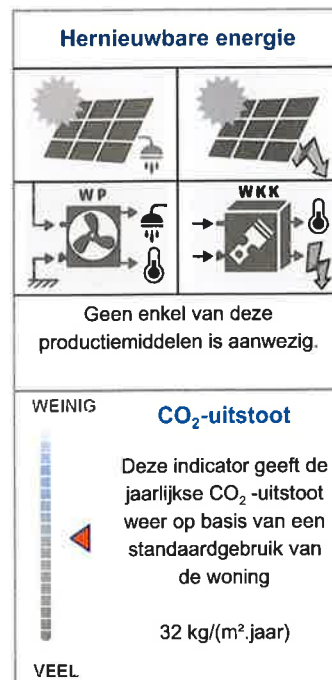 Hernieuwbare energie
WP
WKK
Geen enkel van deze
productiemiddelen is aanwezig.
WEINIG
CO₂-uitstoot
Deze indicator geeft de
jaarlijkse CO₂ -uitstoot
weer op basis van een
standaardgebruik van
de woning
32 kg/(m².jaar)
VEEL